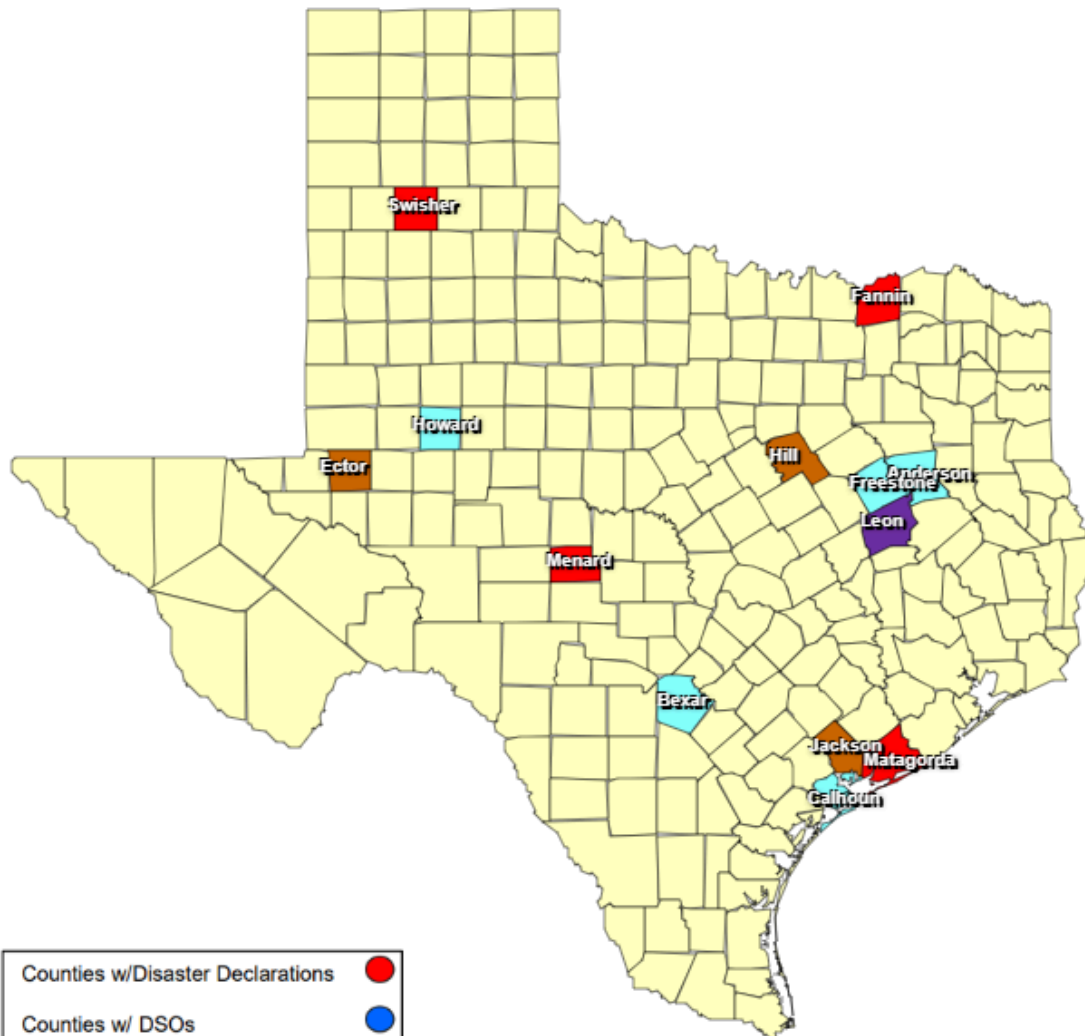 Swisher
Fannin
Howard
Hill
Ector
Anderson
Freestone
Leon
Menard
Bexar
Jackson
Matagorda
Calhoun
Counties w/Disaster Declarations
Counties w/ DSOs